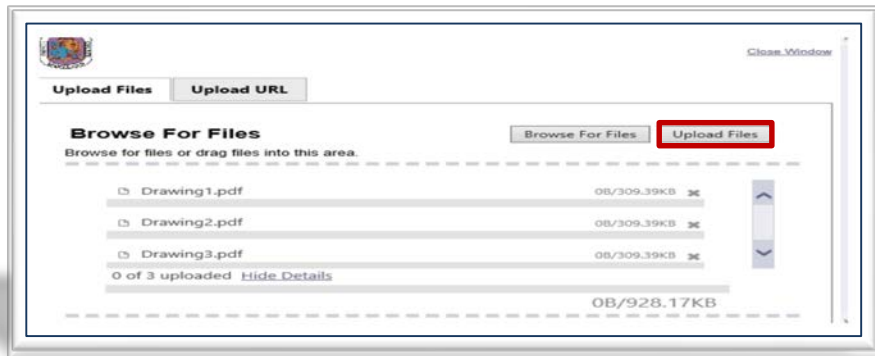 Close Window
Upload Files Upload URL
Browse For Files Browse For Files Upload Files
Browse for files or drag files into this area.
Drawing1.pdf 0B/309.39KB
Drawing2.pdf 0B/309.39KB
Drawing3.pdf 0B/309.39KB
0 of 3 uploaded Hide Details
0B/928.17KB